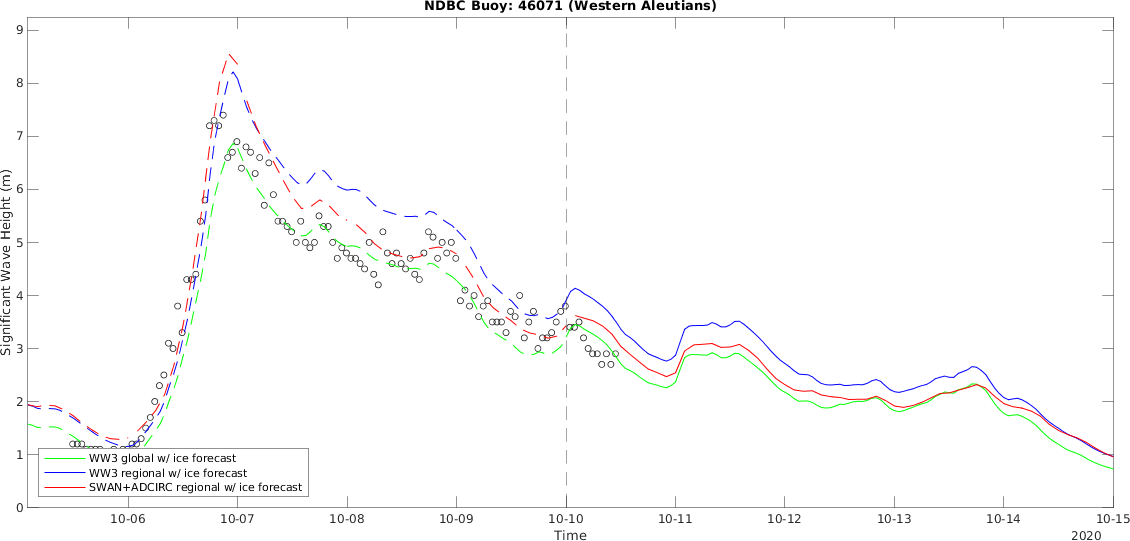 NDBC Buoy: 46071 (Western Aleutians)
Significant Wave Height (m)
9
8
7
6
5
4
3
2
1
0
WW3 global w/ ice forecast
WW3 regional w/ ice forecast
SWAN+ADCIRC regional w/ ice forecast
10-06 10-07 10-08 10-09 10-10 10-11 10-12 10-13 10-14 10-15
Time
2020